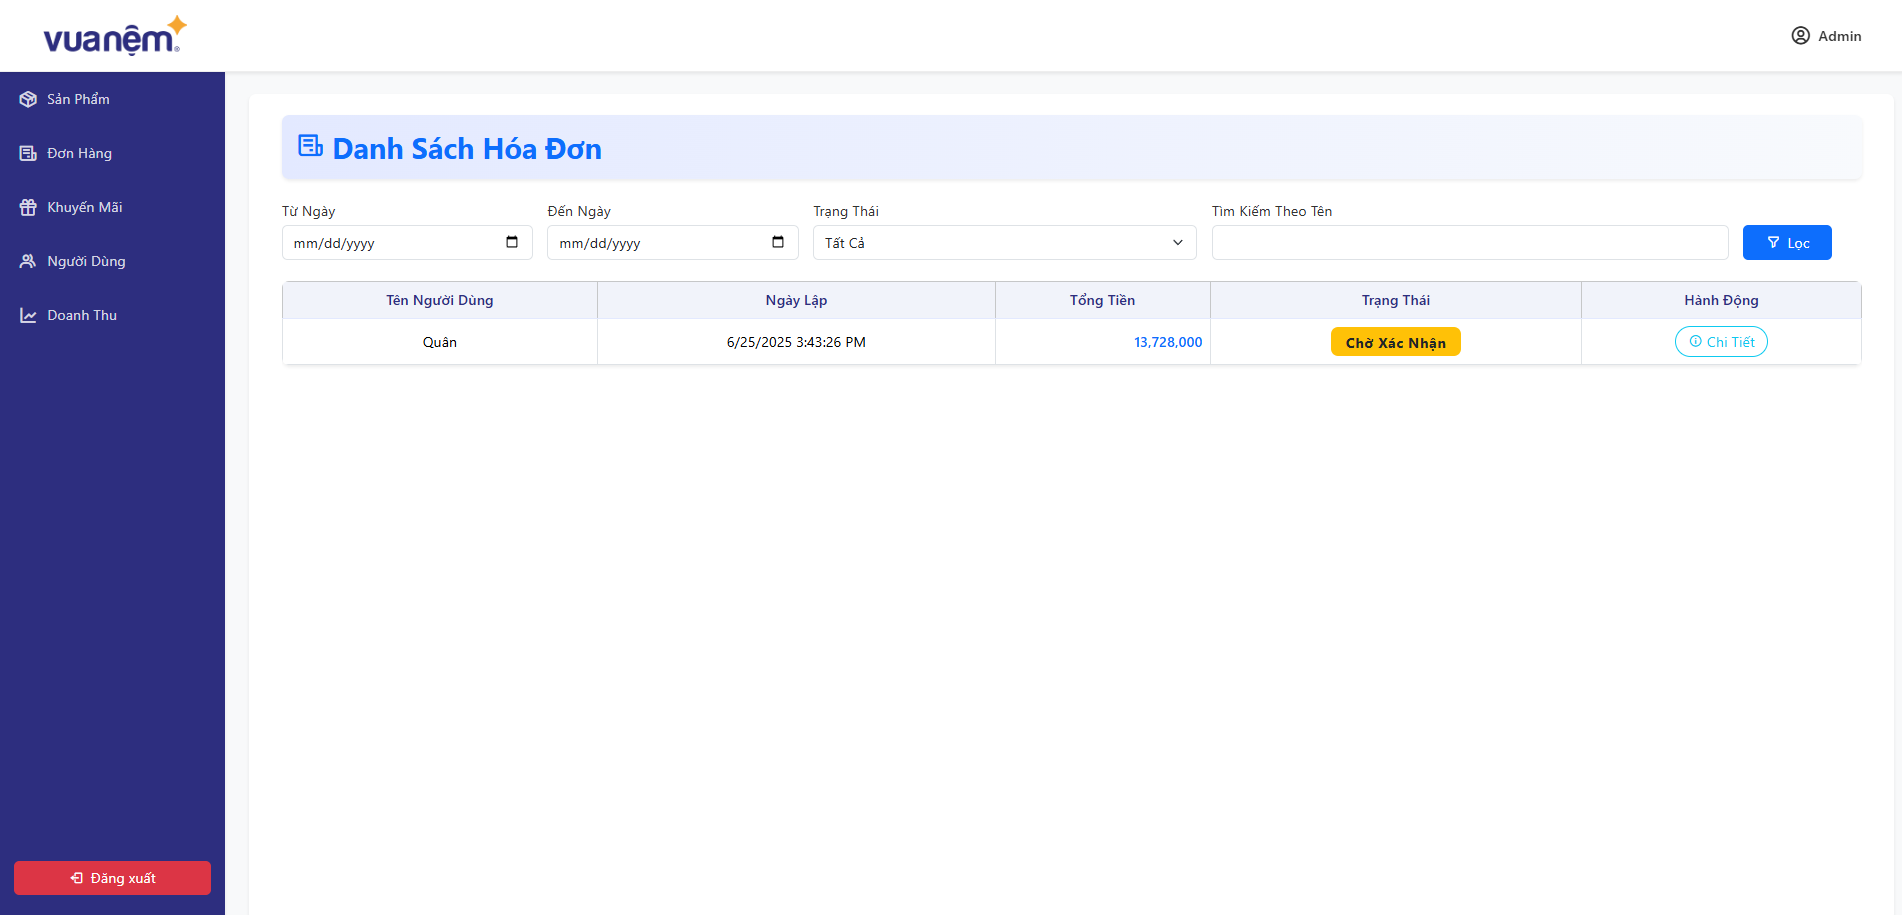 vuanệm®
Admin
Sản Phẩm
Đơn Hàng
Khuyến Mãi
Người Dùng
Doanh Thu
Đăng xuất
Danh Sách Hóa Đơn
Từ Ngày Đến Ngày Trạng Thái Tìm Kiếm Theo Tên
mm/dd/yyyy mm/dd/yyyy Tất Cả Lọc
Tên Người Dùng Ngày Lập Tổng Tiền Trạng Thái Hành Động
Quân 6/25/2025 3:43:26 PM 13,728,000 Chờ Xác Nhận Chi Tiết